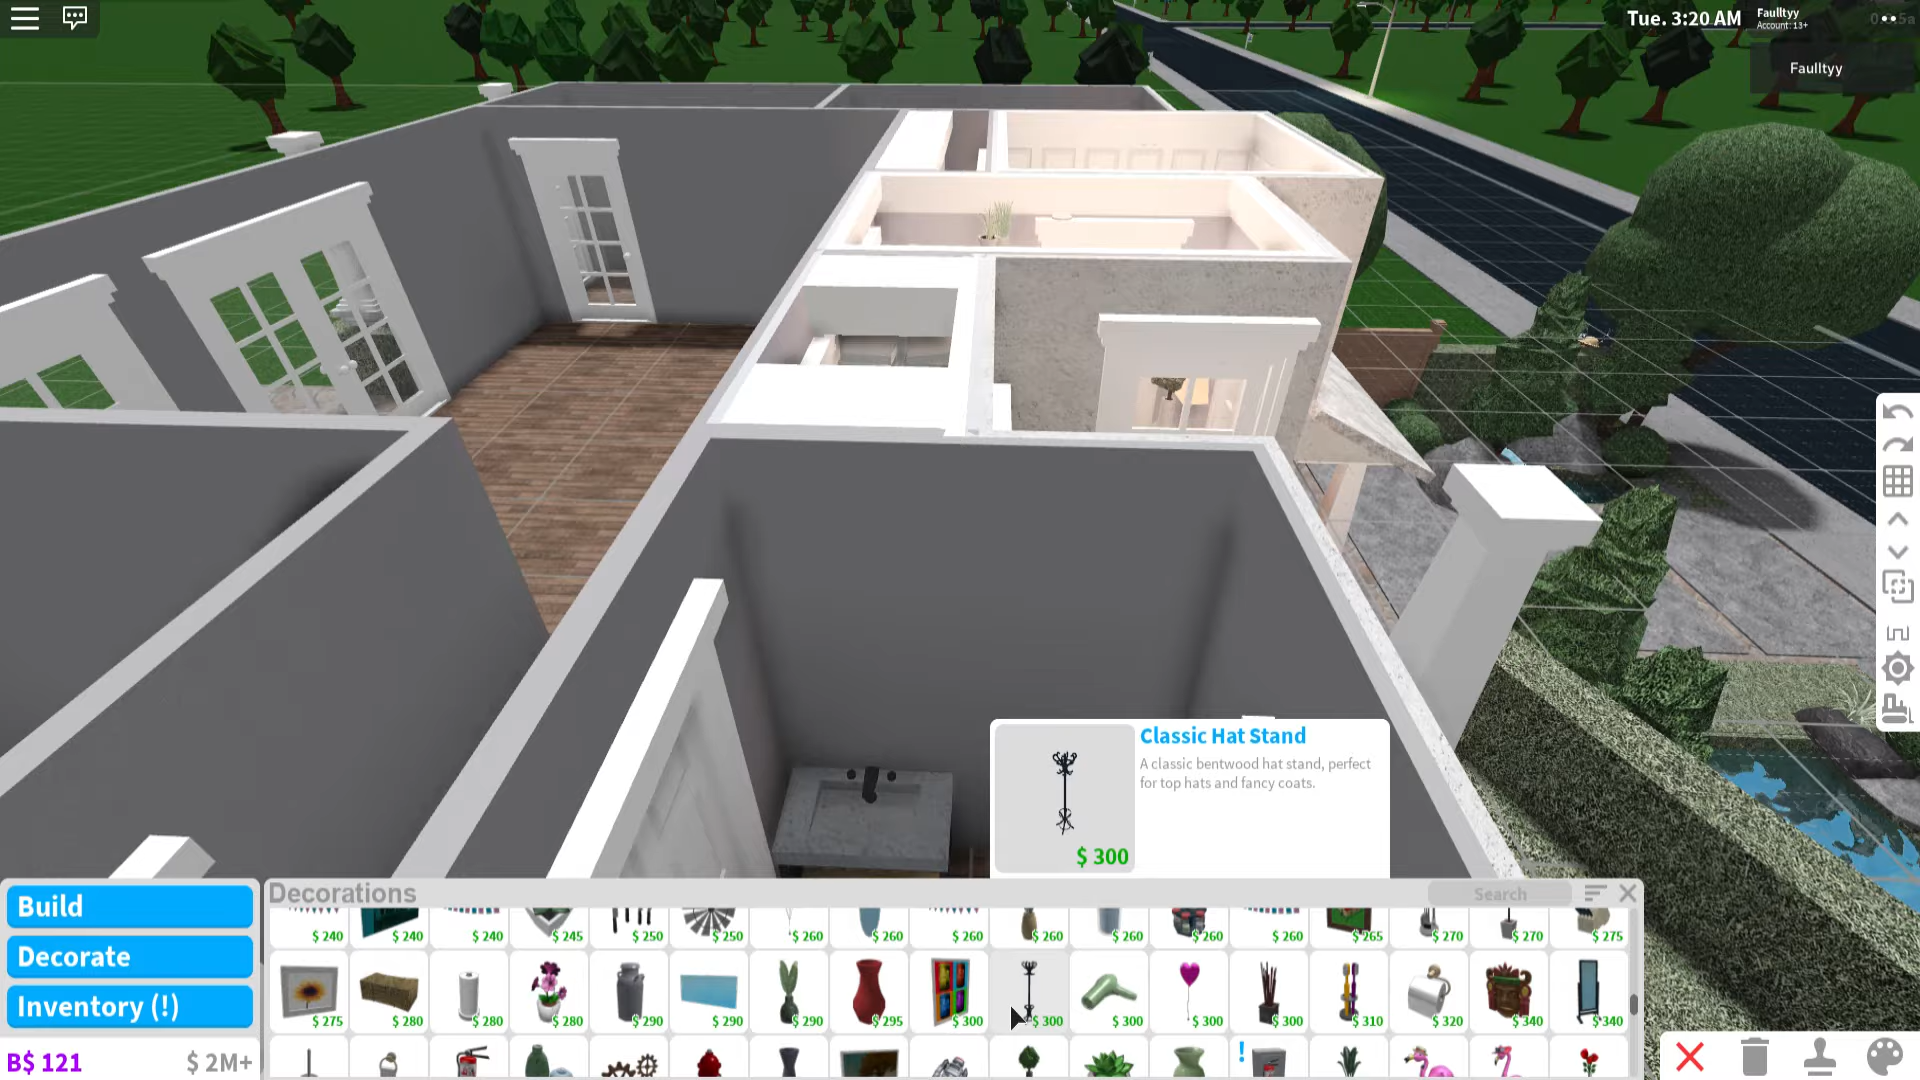 Tue. 3:20 AM
Faulltyy
Account: 13+
Faulltyy
Classic Hat Stand
A classic bentwood hat stand, perfect
for top hats and fancy coats.
$ 300
Build
Decorate
Inventory (!)
B$ 121
$ 2M+
Decorations
Search
$ 240 $ 240 $ 240 $ 245 $ 250 $ 250 $ 260 $ 260 $ 260 $ 260 $ 260 $ 260 $ 260 $ 265 $ 270 $ 270 $ 275
$ 275 $ 280 $ 280 $ 280 $ 290 $ 290 $ 290 $ 295 $ 300 $ 300 $ 300 $ 300 $ 300 $ 310 $ 320 $ 340 $ 340
!